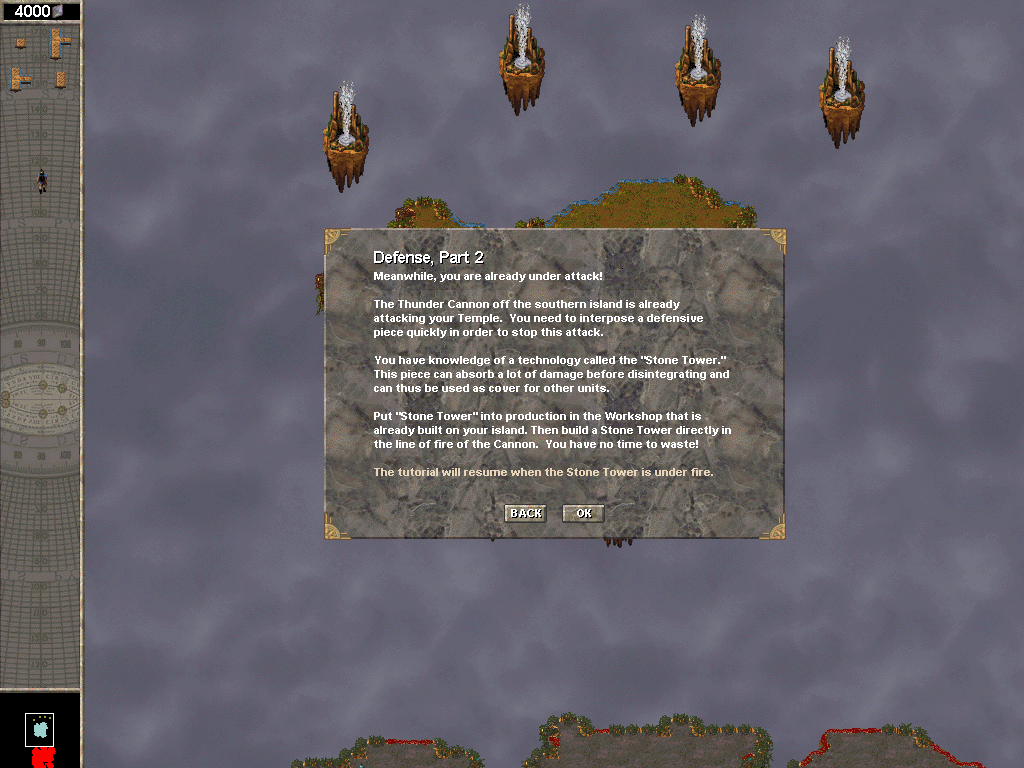 4000
Defense, Part 2
Meanwhile, you are already under attack!
The Thunder Cannon off the southern island is already
attacking your Temple.  You need to interpose a defensive
piece quickly in order to stop this attack.
You have knowledge of a technology called the "Stone Tower."
This piece can absorb a lot of damage before disintegrating and
can thus be used as cover for other units.
Put "Stone Tower" into production in the Workshop that is
already built on your island. Then build a Stone Tower directly in
the line of fire of the Cannon.  You have no time to waste!
The tutorial will resume when the Stone Tower is under fire.
BACK OK